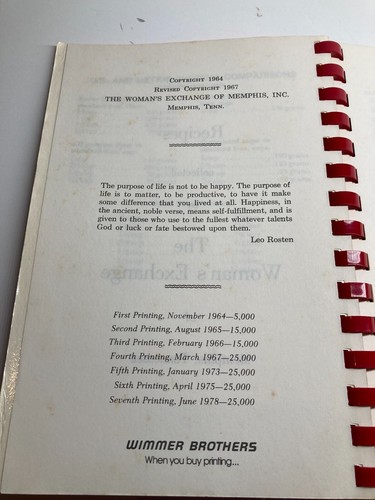 Copyright 1964
Revised Copyright 1967
THE WOMAN'S EXCHANGE OF MEMPHIS, INC.
Memphis, Tenn.
The purpose of life is not to be happy. The purpose of
life is to matter, to be productive, to have it make
some difference that you lived at all. Happiness, in
the ancient, noble verse, means self-fulfillment, and is
given to those who use to the fullest whatever talents
God or luck or fate bestowed upon them.
Leo Rosten
First Printing, November 1964—5,000
Second Printing, August 1965—15,000
Third Printing, February 1966—15,000
Fourth Printing, March 1967—25,000
Fifth Printing, January 1973—25,000
Sixth Printing, April 1975—25,000
Seventh Printing, June 1978—25,000
WIMMER BROTHERS
When you buy printing...